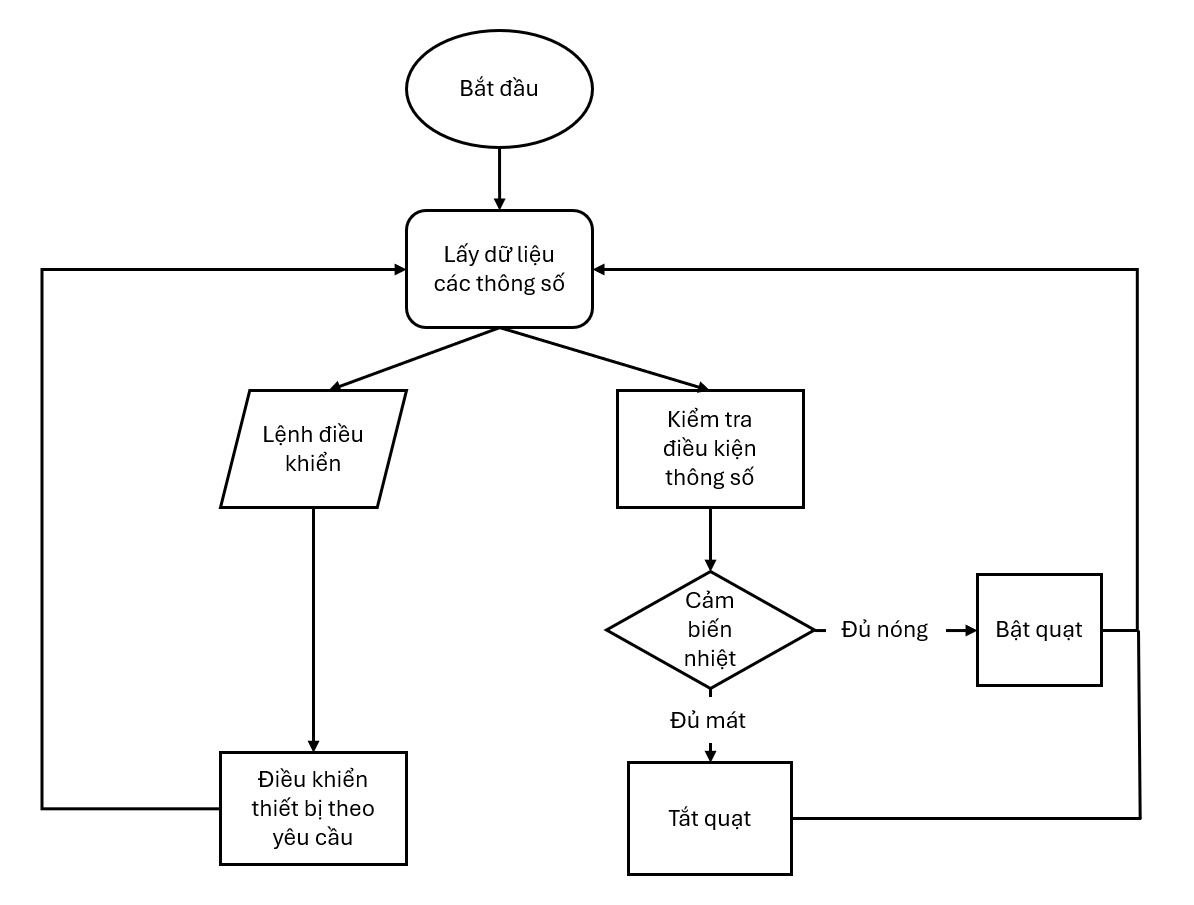 Bắt đầu
Lấy dữ liệu
các thông số
Lệnh điều
khiển
Kiểm tra
điều kiện
thông số
Cảm
biến
nhiệt
Đủ nóng
Bật quạt
Đủ mát
Điều khiển
thiết bị theo
yêu cầu
Tắt quạt